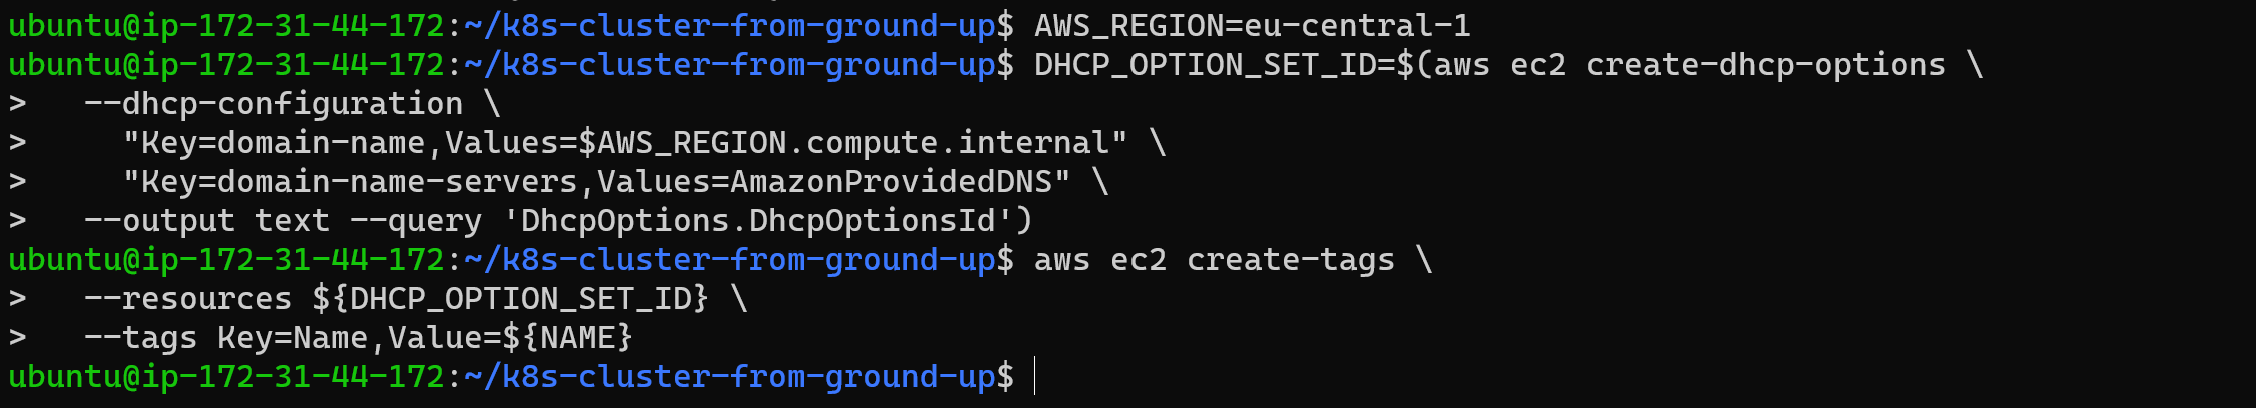 ubuntu@ip-172-31-44-172:~/k8s-cluster-from-ground-up$ AWS_REGION=eu-central-1
ubuntu@ip-172-31-44-172:~/k8s-cluster-from-ground-up$ DHCP_OPTION_SET_ID=$(aws ec2 create-dhcp-options \
>   --dhcp-configuration \
>     "Key=domain-name,Values=$AWS_REGION.compute.internal" \
>     "Key=domain-name-servers,Values=AmazonProvidedDNS" \
>   --output text --query 'DhcpOptions.DhcpOptionsId')
ubuntu@ip-172-31-44-172:~/k8s-cluster-from-ground-up$ aws ec2 create-tags \
>   --resources ${DHCP_OPTION_SET_ID} \
>   --tags Key=Name,Value=${NAME}
ubuntu@ip-172-31-44-172:~/k8s-cluster-from-ground-up$